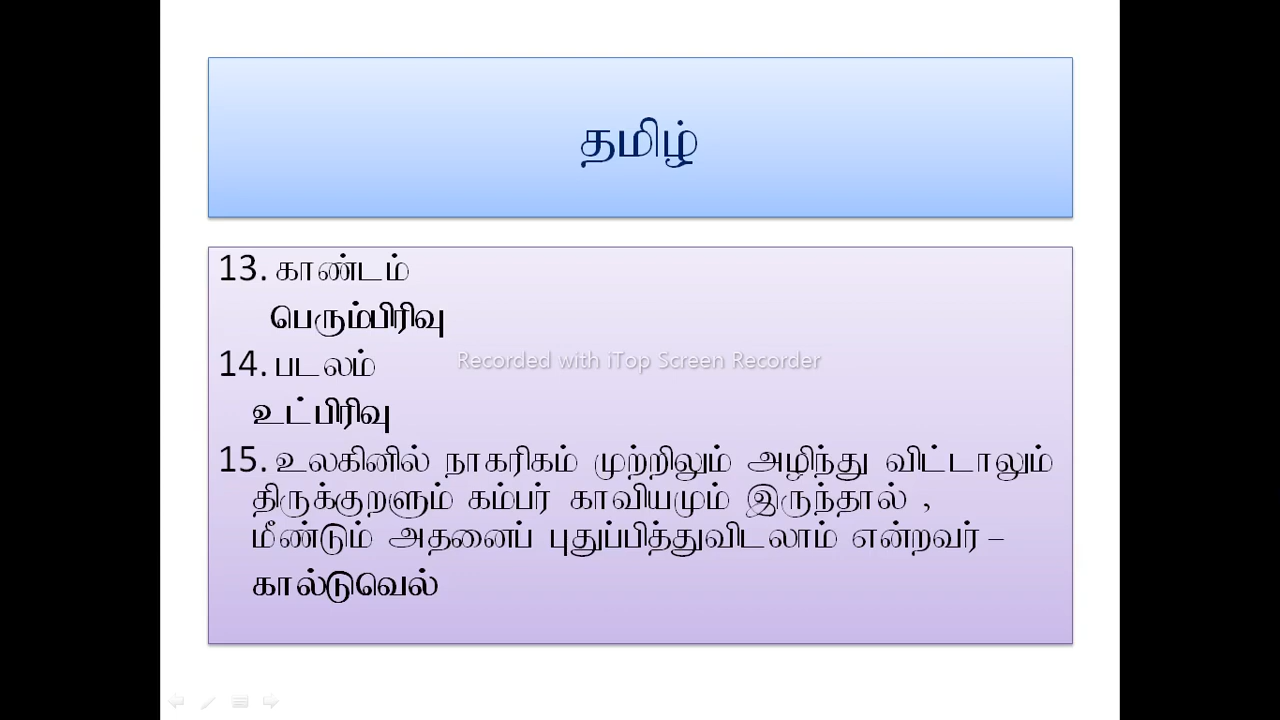 தமிழ்
13. காண்டம்
பெரும்பிரிவு
14. படலம்
Recorded with iTop Screen Recorder
உட்பிரிவு
15. உலகினில் நாகரிகம் முற்றிலும் அழிந்து விட்டாலும்
திருக்குறளும் கம்பர் காவியமும் இருந்தால் ,
மீண்டும் அதனைப் புதுப்பித்துவிடலாம் என்றவர் –
கால்டுவெல்